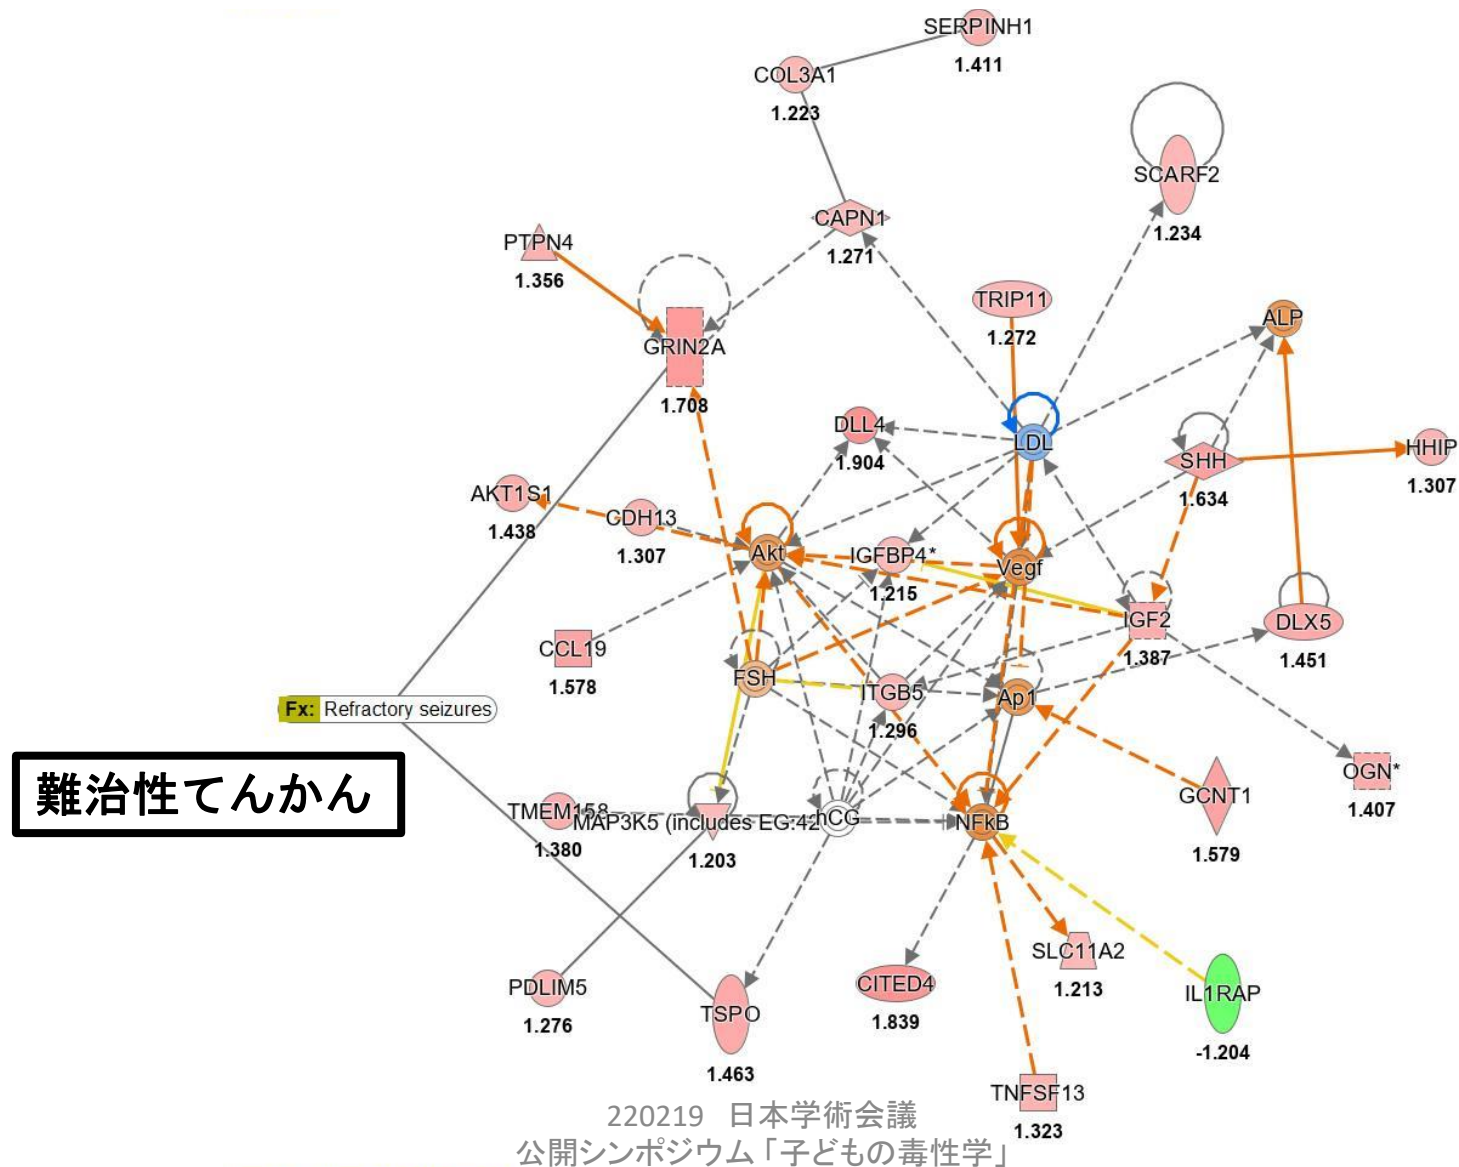 SERPINH1
1.411
COL3A1
1.223
SCARF2
1.234
CAPN1
1.271
PTPN4
1.356
TRIP11
1.272
ALP
GRIN2A
1.708
DLL4
1.904
LDL
SHH
1.634
HHIP
1.307
AKT1S1
1.438
CDH13
1.307
Akt
IGFBP4*
1.215
Vegf
IGF2
1.387
DLX5
1.451
CCL19
1.578
FSH
ITGB5
1.296
Ap1
Fx: Refractory seizures
難治性てんかん
OGN*
1.407
GCNT1
1.579
TMEM158
1.380
MAP3K5 (includes EG:42
1.203
hCG
NFkB
SLC11A2
1.213
PDLIM5
1.276
TSPO
1.463
CITED4
1.839
IL1RAP
-1.204
TNFSF13
1.323
220219 日本学術会議
公開シンポジウム「子どもの毒性学」